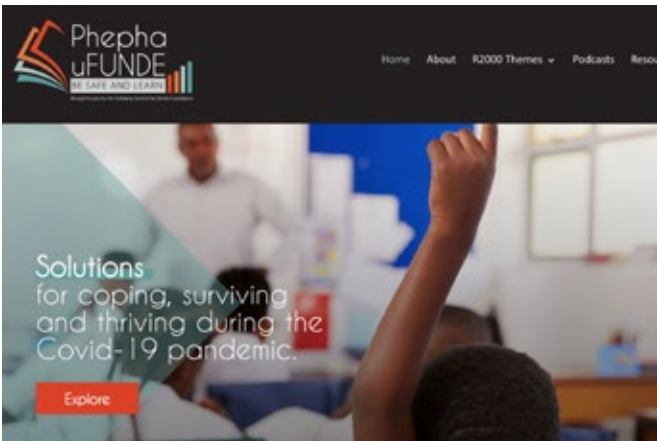 Phepha
uFUNDE
BE SAFE AND LEARN
Home About R2000 Themes Podcasts Resou
Solutions
for coping, surviving
and thriving during the
Covid-19 pandemic.
Explore